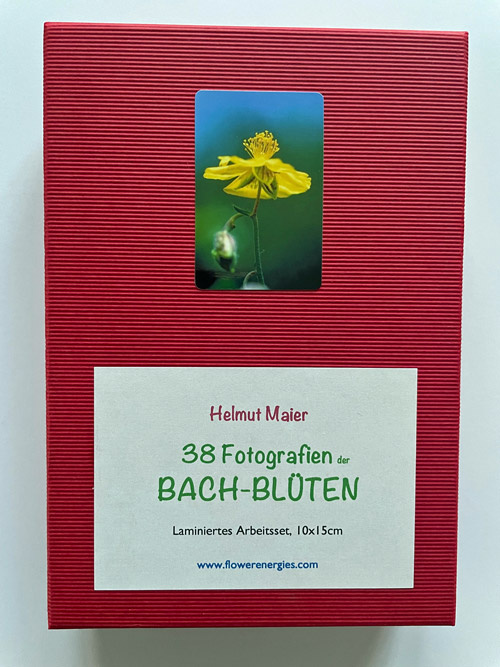 Helmut Maier
38 Fotografien der
BACH-BLÜTEN
Laminiertes Arbeitsset, 10x15cm
www.flowerenergies.com